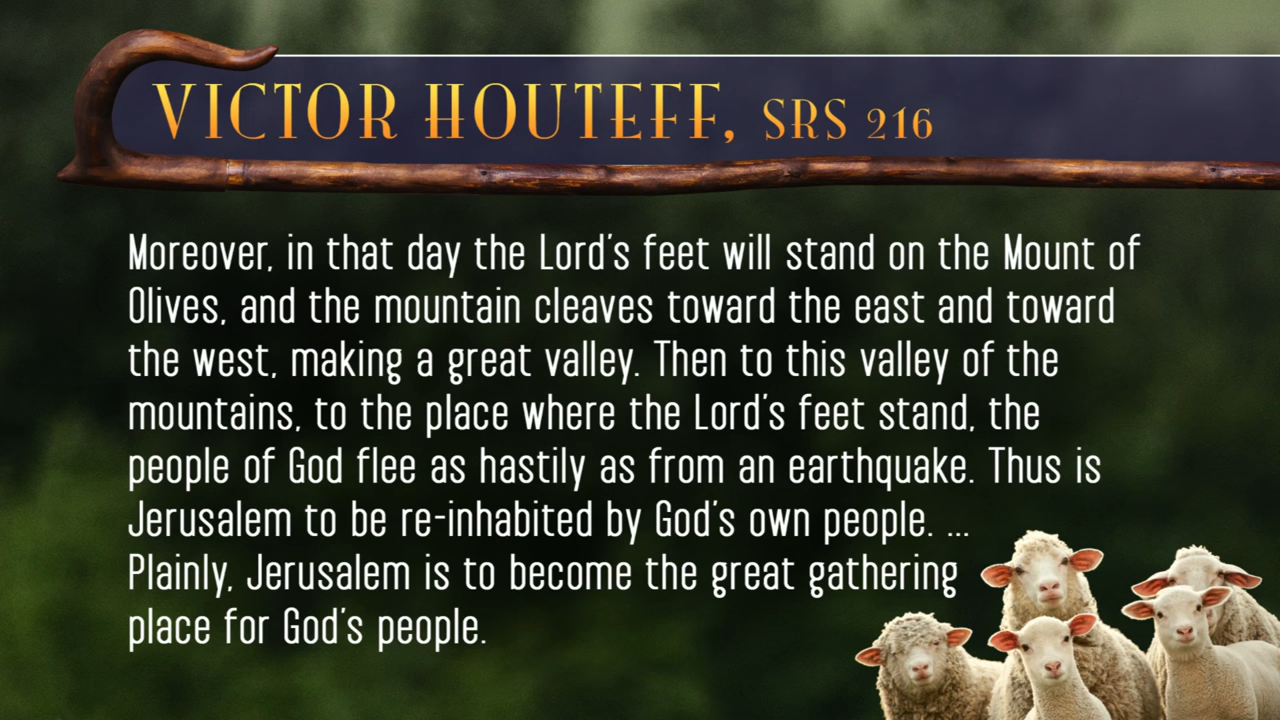 VICTOR HOUTEFF, SRS 216
Moreover, in that day the Lord's feet will stand on the Mount of
Olives, and the mountain cleaves toward the east and toward
the west, making a great valley. Then to this valley of the
mountains, to the place where the Lord's feet stand, the
people of God flee as hastily as from an earthquake. Thus is
Jerusalem to be re-inhabited by God's own people. ...
Plainly, Jerusalem is to become the great gathering
place for God's people.